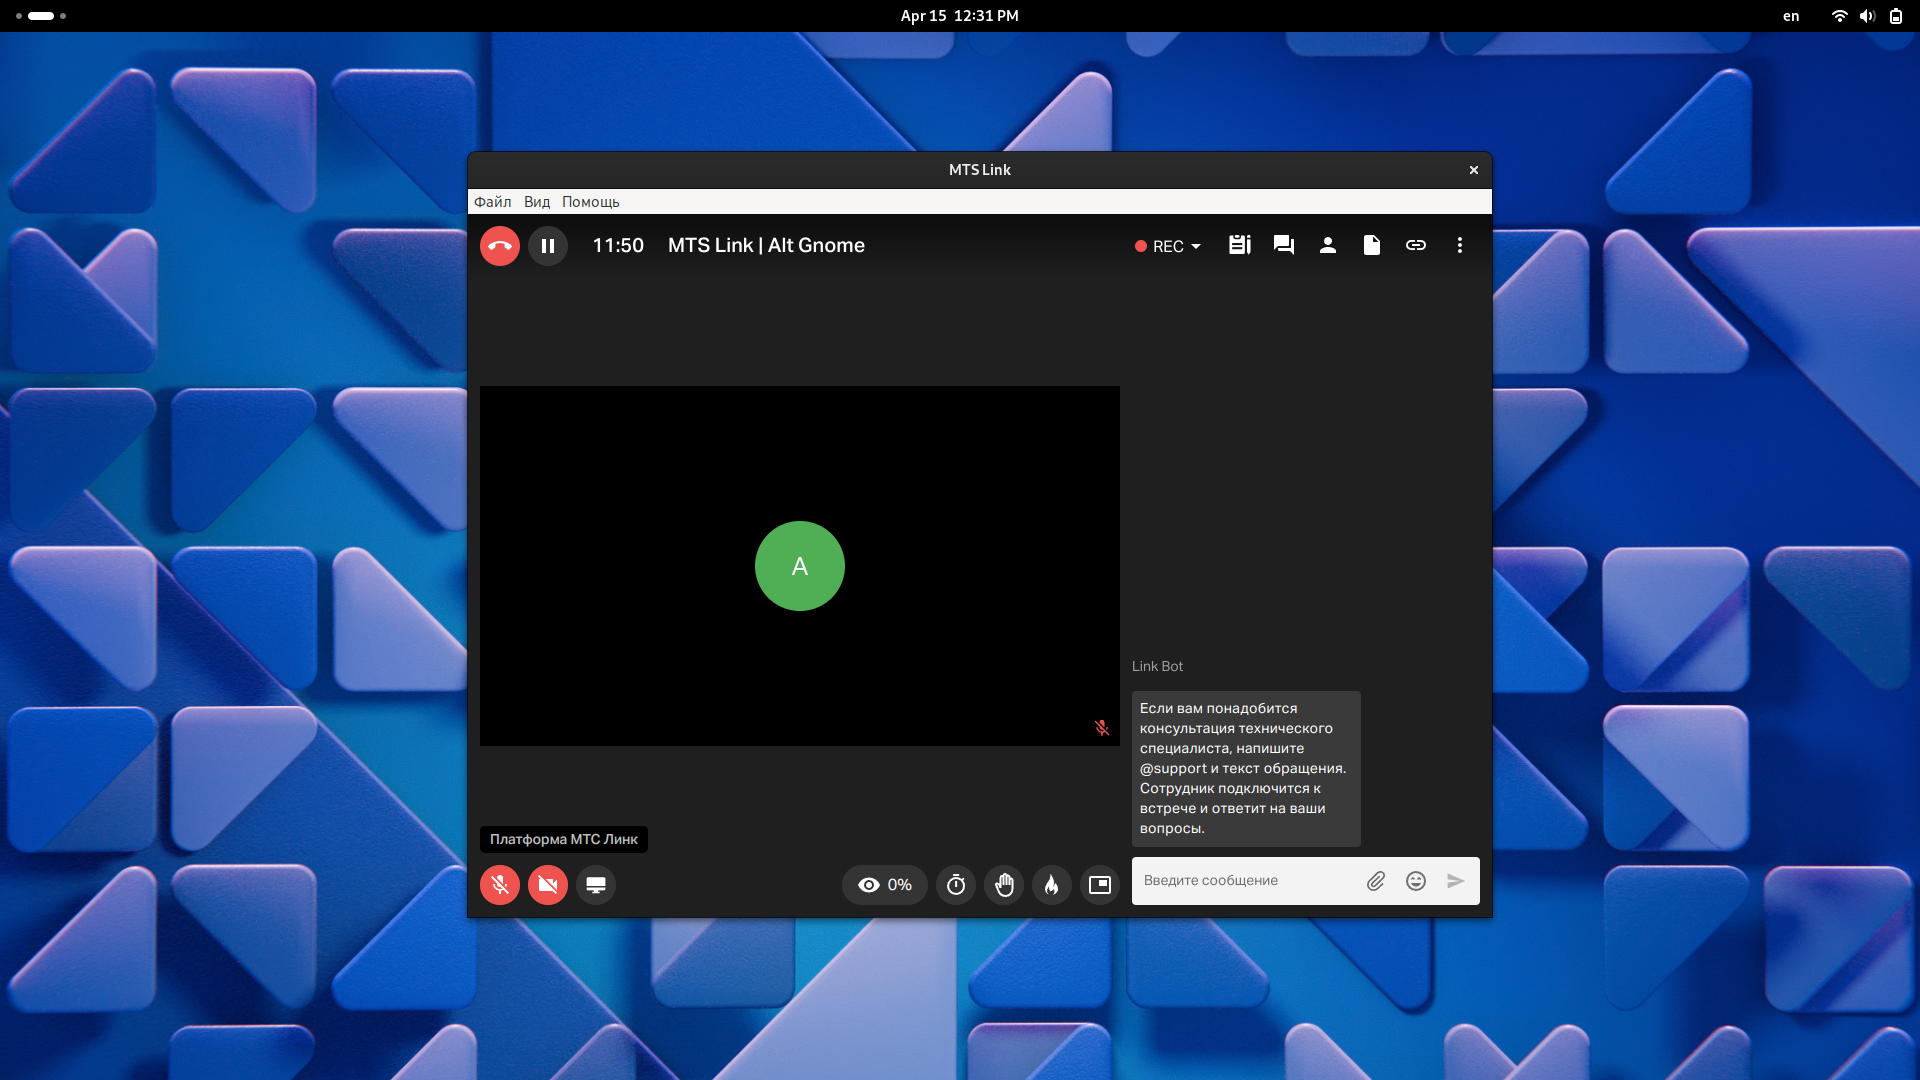 Apr 15 12:31 PM
en
MTS Link
Файл Вид Помощь
11:50 MTS Link | Alt Gnome
REC
A
Link Bot
Если вам понадобится
консультация технического
специалиста, напишите
@support и текст обращения.
Сотрудник подключится к
встрече и ответит на ваши
вопросы.
Платформа МТС Линк
0%
Введите сообщение